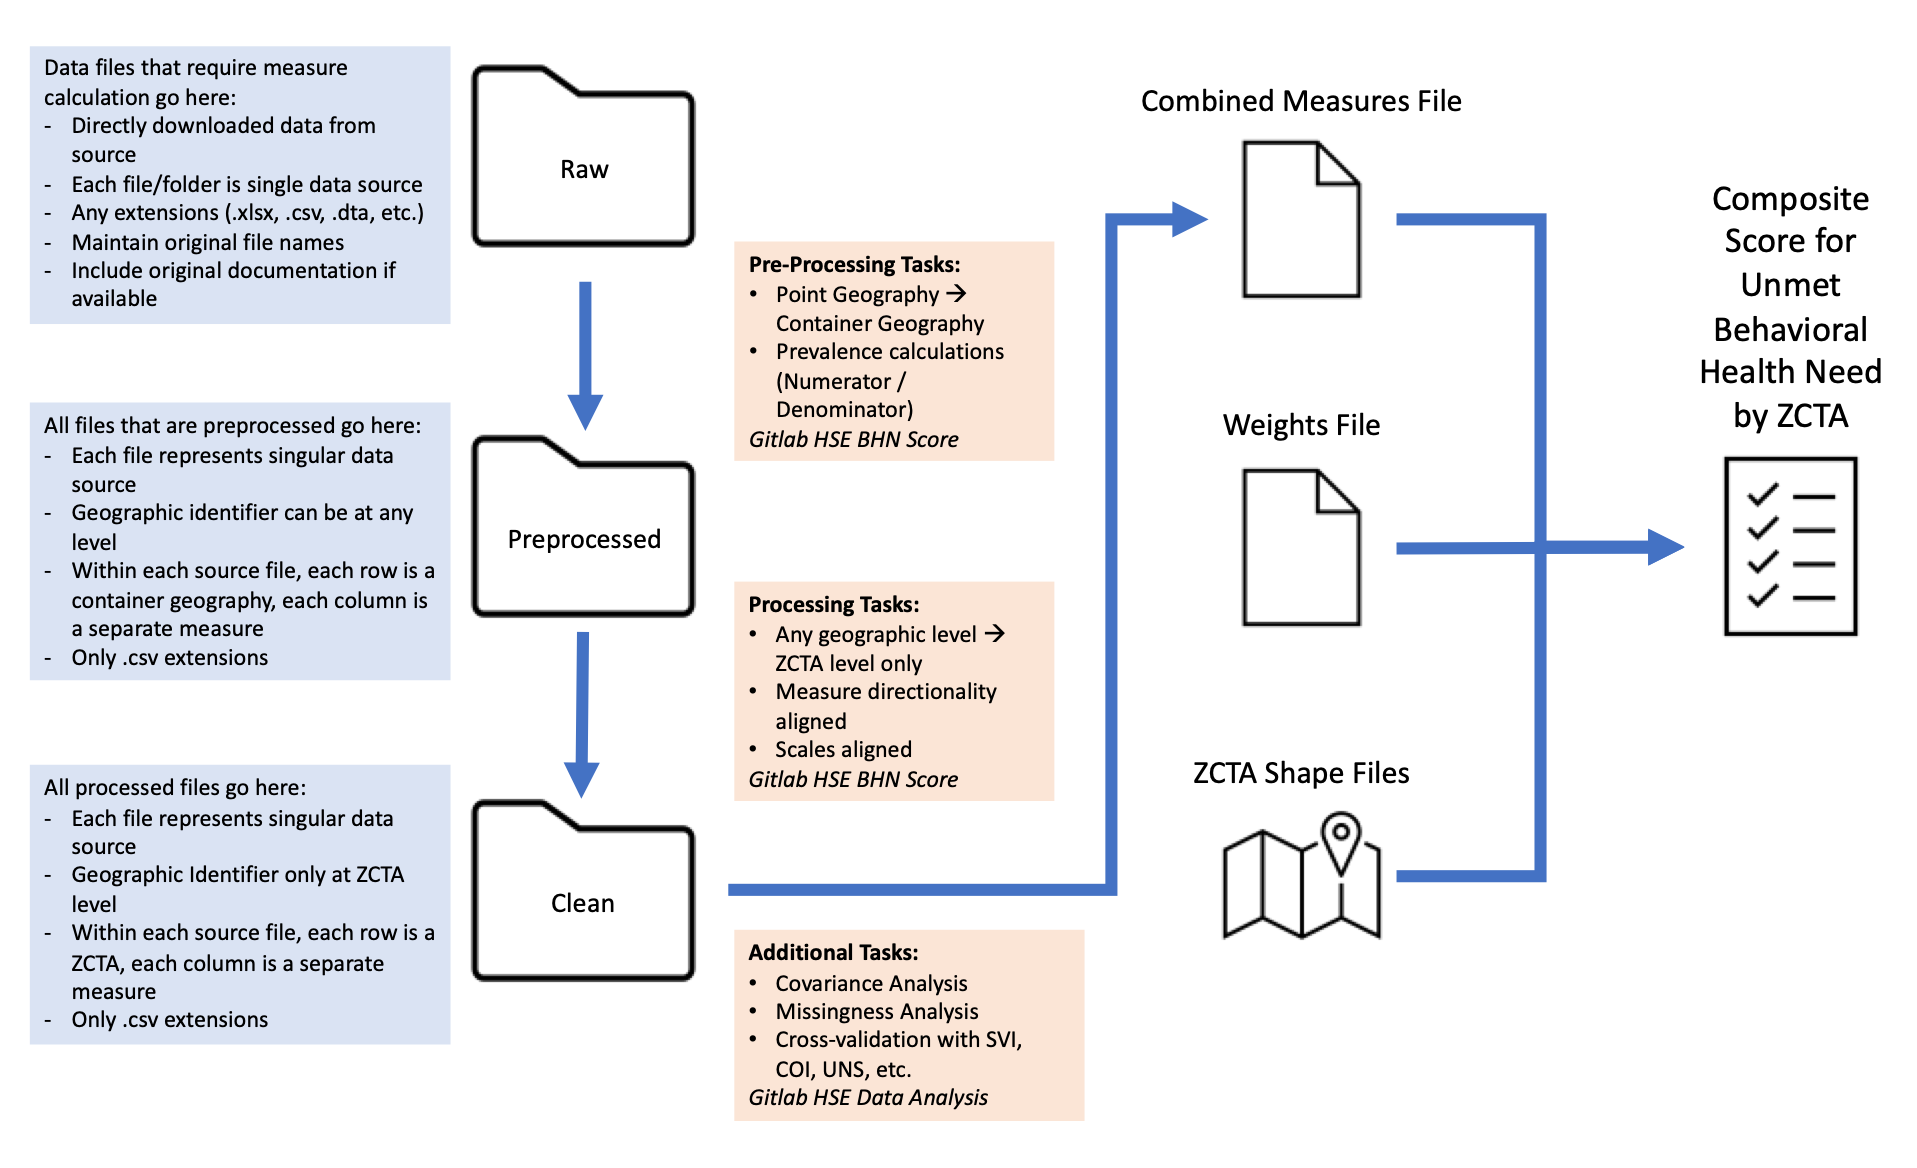 Data files that require measure
calculation go here:
- Directly downloaded data from
source
- Each file/folder is single data source
- Any extensions (.xlsx, .csv, .dta, etc.)
- Maintain original file names
- Include original documentation if
available
Raw
Pre-Processing Tasks:
• Point Geography →
Container Geography
• Prevalence calculations
(Numerator /
Denominator)
Gitlab HSE BHN Score
All files that are preprocessed go here:
- Each file represents singular data
source
- Geographic identifier can be at any
level
- Within each source file, each row is a
container geography, each column is
a separate measure
- Only .csv extensions
Preprocessed
Processing Tasks:
• Any geographic level →
ZCTA level only
• Measure directionality
aligned
• Scales aligned
Gitlab HSE BHN Score
All processed files go here:
- Each file represents singular data
source
- Geographic Identifier only at ZCTA
level
- Within each source file, each row is a
ZCTA, each column is a separate
measure
- Only .csv extensions
Clean
Additional Tasks:
• Covariance Analysis
• Missingness Analysis
• Cross-validation with SVI,
COI, UNS, etc.
Gitlab HSE Data Analysis
Combined Measures File
Weights File
ZCTA Shape Files
Composite
Score for
Unmet
Behavioral
Health Need
by ZCTA